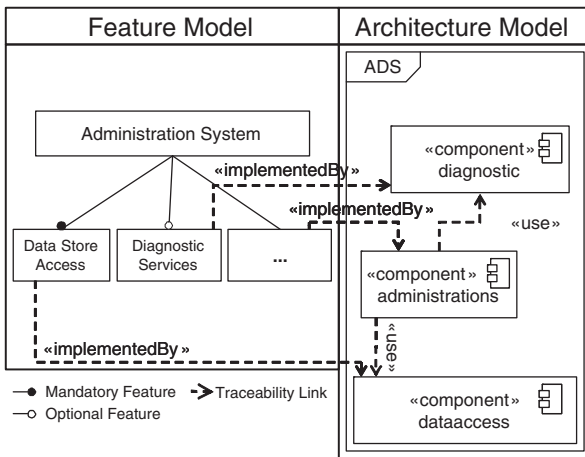 Feature Model
Architecture Model
ADS
Administration System
«component»
diagnostic
«implementedBy»
«implementedBy»
«use»
Data Store
Access
Diagnostic
Services
...
«component»
administrations
«use»
«implementedBy»
Mandatory Feature
Traceability Link
Optional Feature
«component»
dataaccess